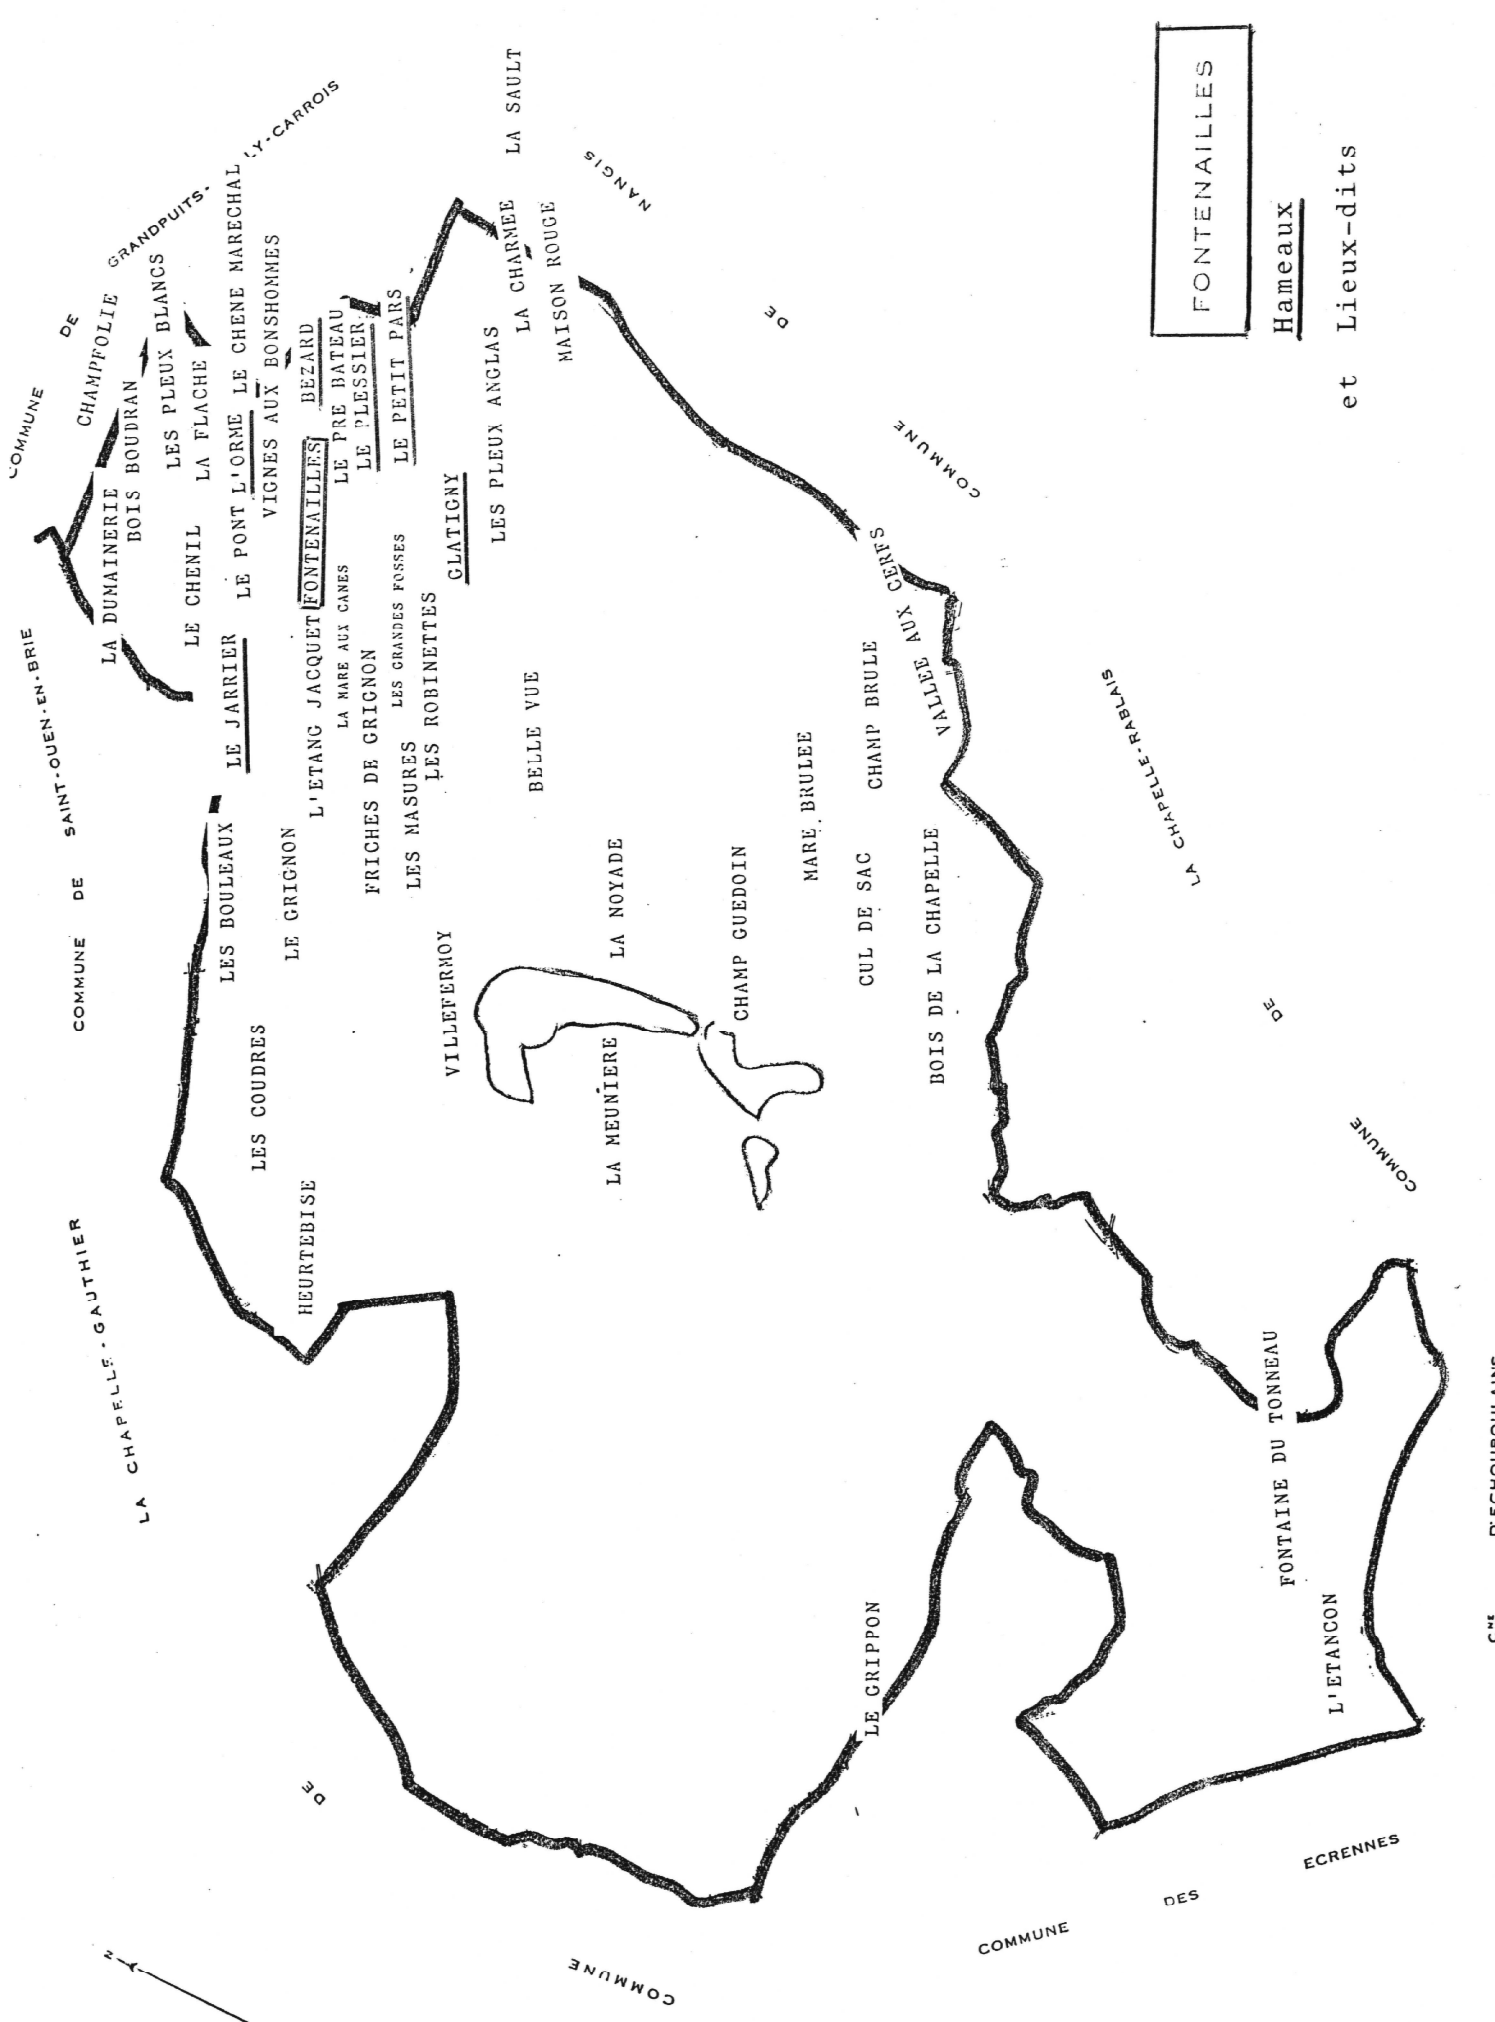 FONTENAILLES
Hameaux
et Lieux-dits
COMMUNE DE GRANDPUITS-
LY-CARROIS
COMMUNE DE SAINT-OUEN-EN-BRIE
COMMUNE DE NANGIS
COMMUNE DE LA CHAPELLE-RABLAIS
COMMUNE DE LA CHAPELLE-GAUTHIER
COMMUNE DES ECRENNES
CNE D'ECHOUBOULAINS
N
CHAMPFOLIE
LA DUMAINERIE
BOIS BOUDRAN
LES PLEUX BLANCS
LE CHENIL
LA FLACHE
LE JARRIER
LE PONT L'ORME
LE CHENE MARECHAL
VIGNES AUX BONSHOMMES
BEZARD
FONTENAILLES
L'ETANG JACQUET
LE PRE BATEAU
LE PLESSIER
LA MARE AUX CANES
LE PETIT PARS
LES GRANDES FOSSES
FRICHES DE GRIGNON
LES MASURES
LES ROBINETTES
GLATIGNY
LES PLEUX ANGLAS
LA CHARMEE
LA SAULT
MAISON ROUGE
BELLE VUE
LES BOULEAUX
LE GRIGNON
LES COUDRES
HEURTEBISE
VILLEFERMOY
LA NOYADE
LA MEUNIERE
CHAMP GUEDOIN
MARE BRULEE
CHAMP BRULE
CUL DE SAC
VALLEE AUX CERFS
BOIS DE LA CHAPELLE
LE GRIPPON
FONTAINE DU TONNEAU
L'ETANCON